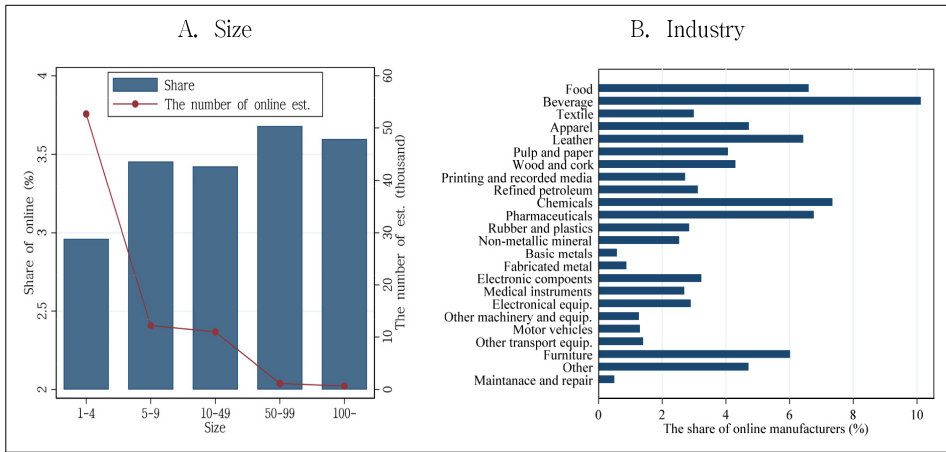 A. Size
Share
The number of online est.
Share of online (%)
4
3.5
3
2.5
2
60
50
40
30
20
10
0
The number of est. (thousand)
1-4
5-9
10-49
50-99
100-
Size
B. Industry
Food
Beverage
Textile
Apparel
Leather
Pulp and paper
Wood and cork
Printing and recorded media
Refined petroleum
Chemicals
Pharmaceuticals
Rubber and plastics
Non-metallic mineral
Basic metals
Fabricated metal
Electronic compoents
Medical instruments
Electronical equip.
Other machinery and equip.
Motor vehicles
Other transport equip.
Furniture
Other
Maintanace and repair
0
2
4
6
8
10
The share of online manufacturers (%)